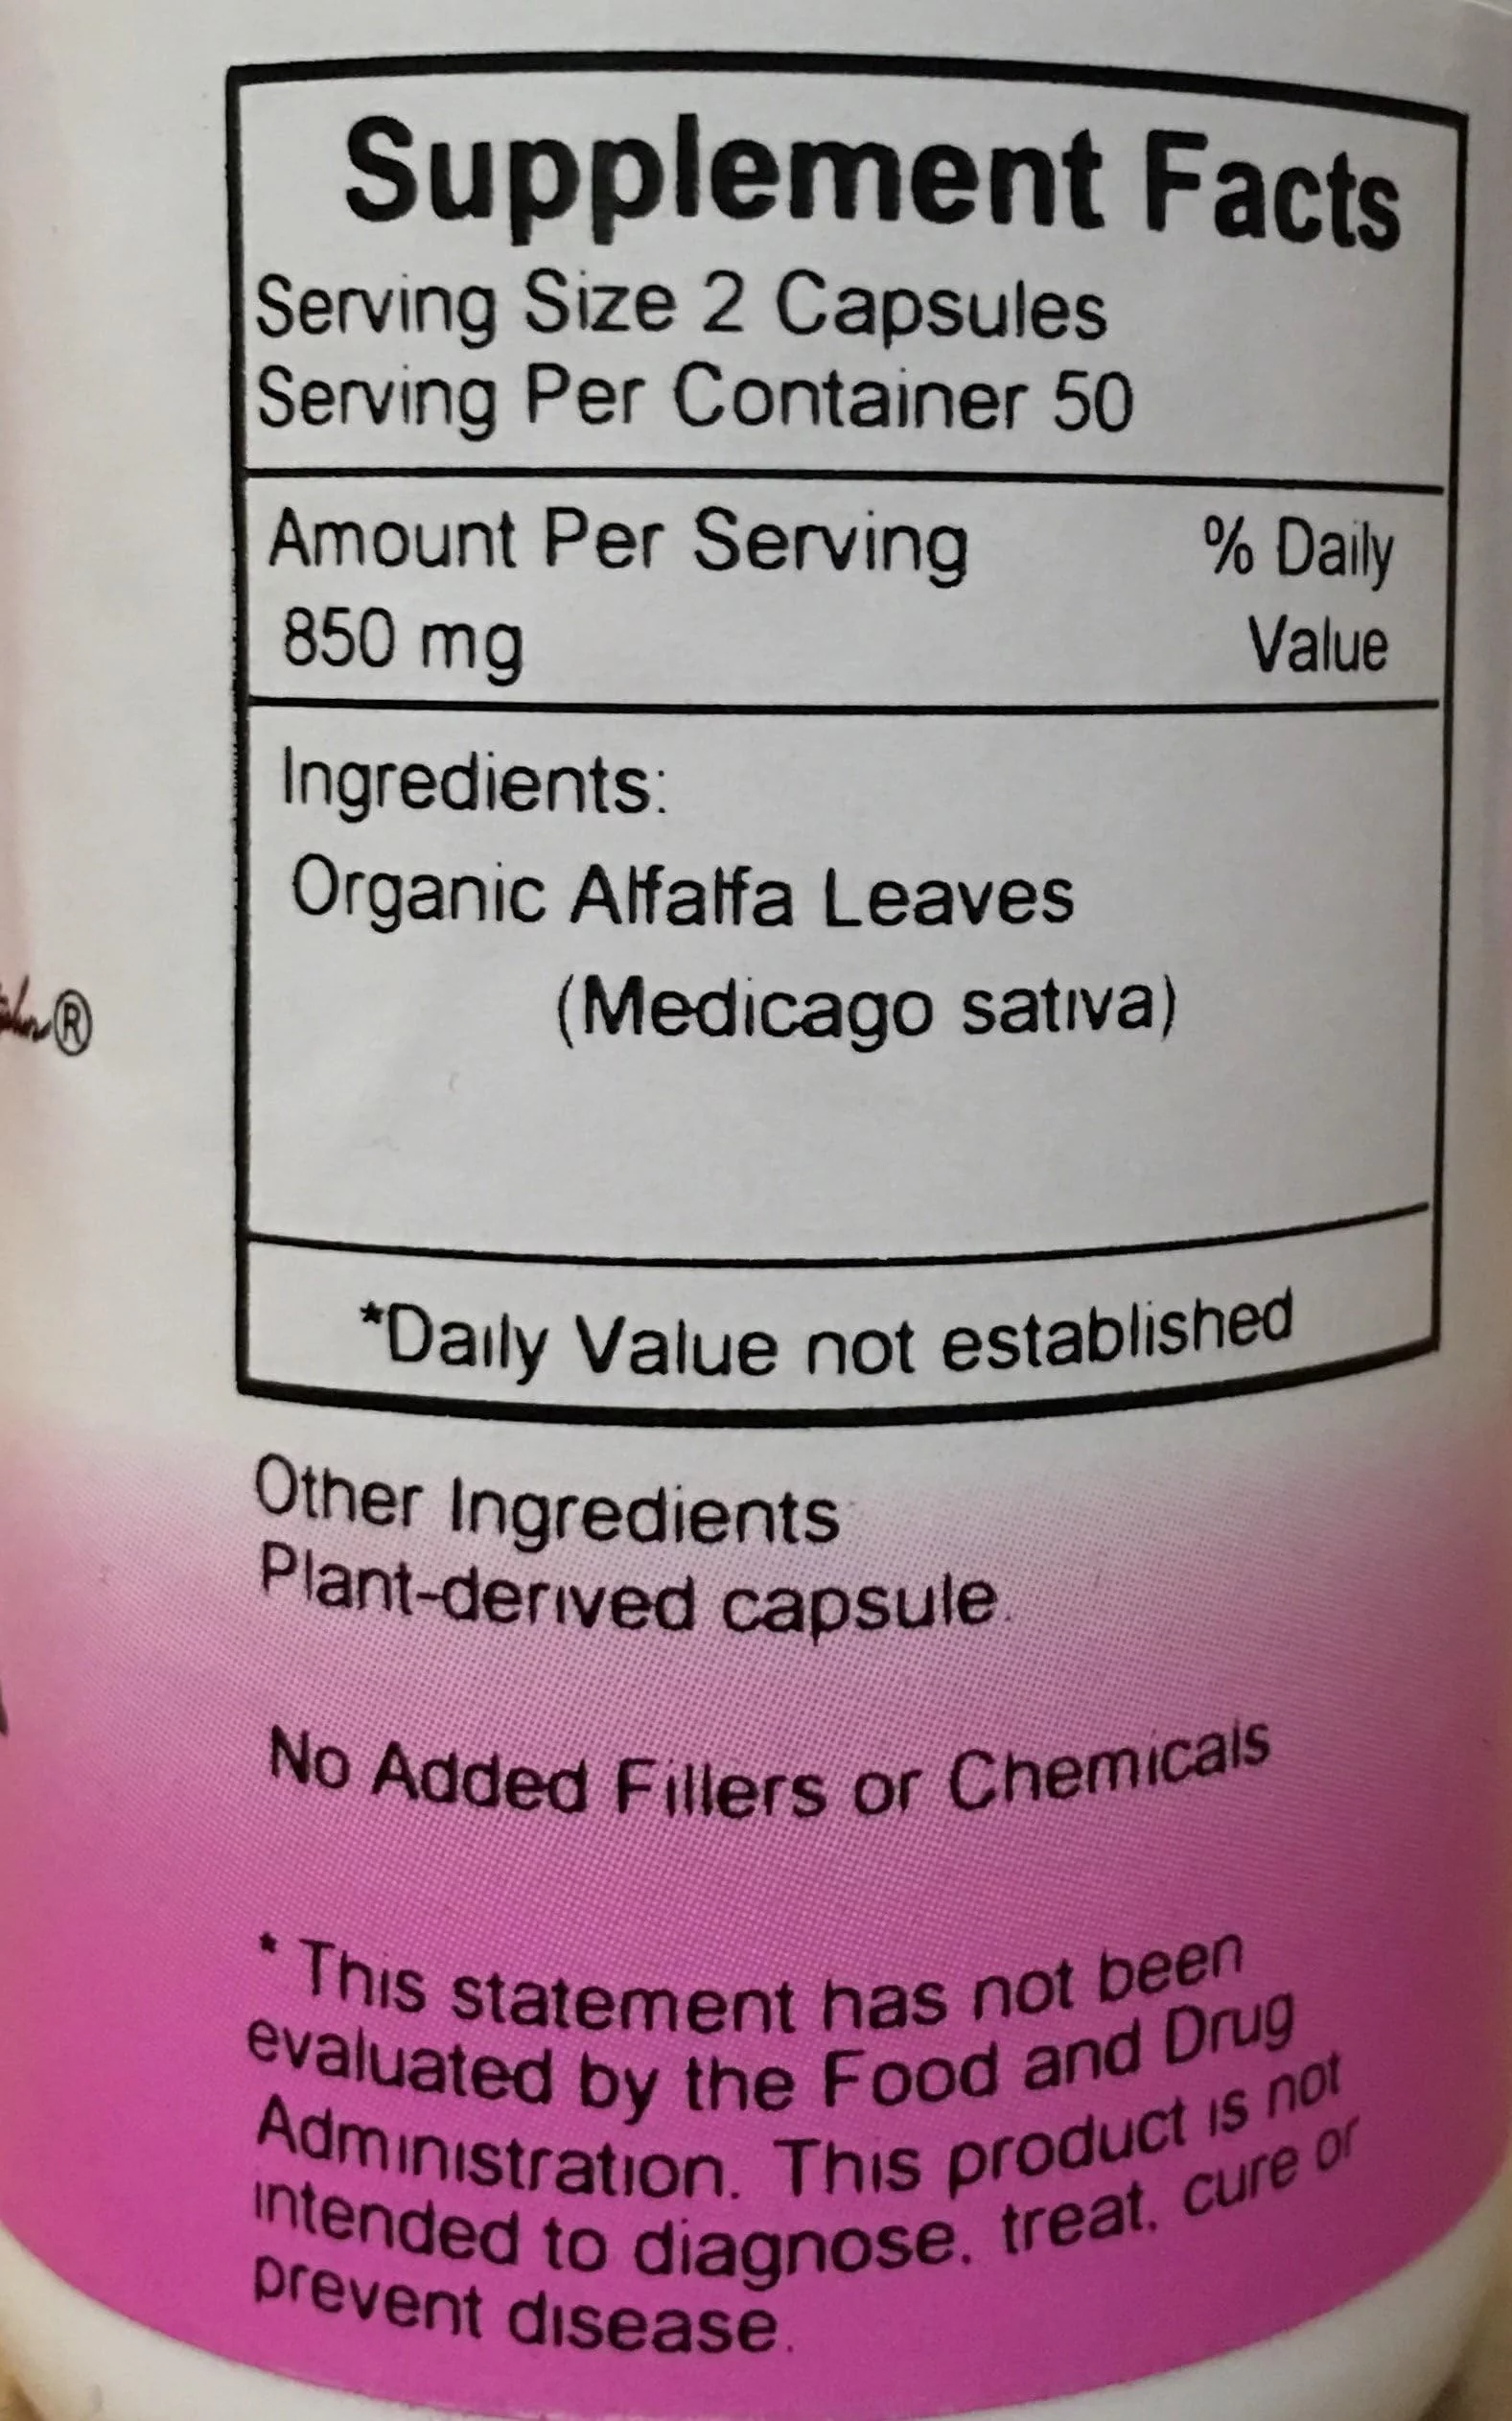 Supplement Facts
Serving Size 2 Capsules
Serving Per Container 50
Amount Per Serving % Daily
850 mg Value
Ingredients:
Organic Alfalfa Leaves
(Medicago sativa)
®
*Daily Value not established
Other Ingredients
Plant-derived capsule.
No Added Fillers or Chemicals
* This statement has not been
evaluated by the Food and Drug
Administration. This product is not
intended to diagnose, treat, cure or
prevent disease.